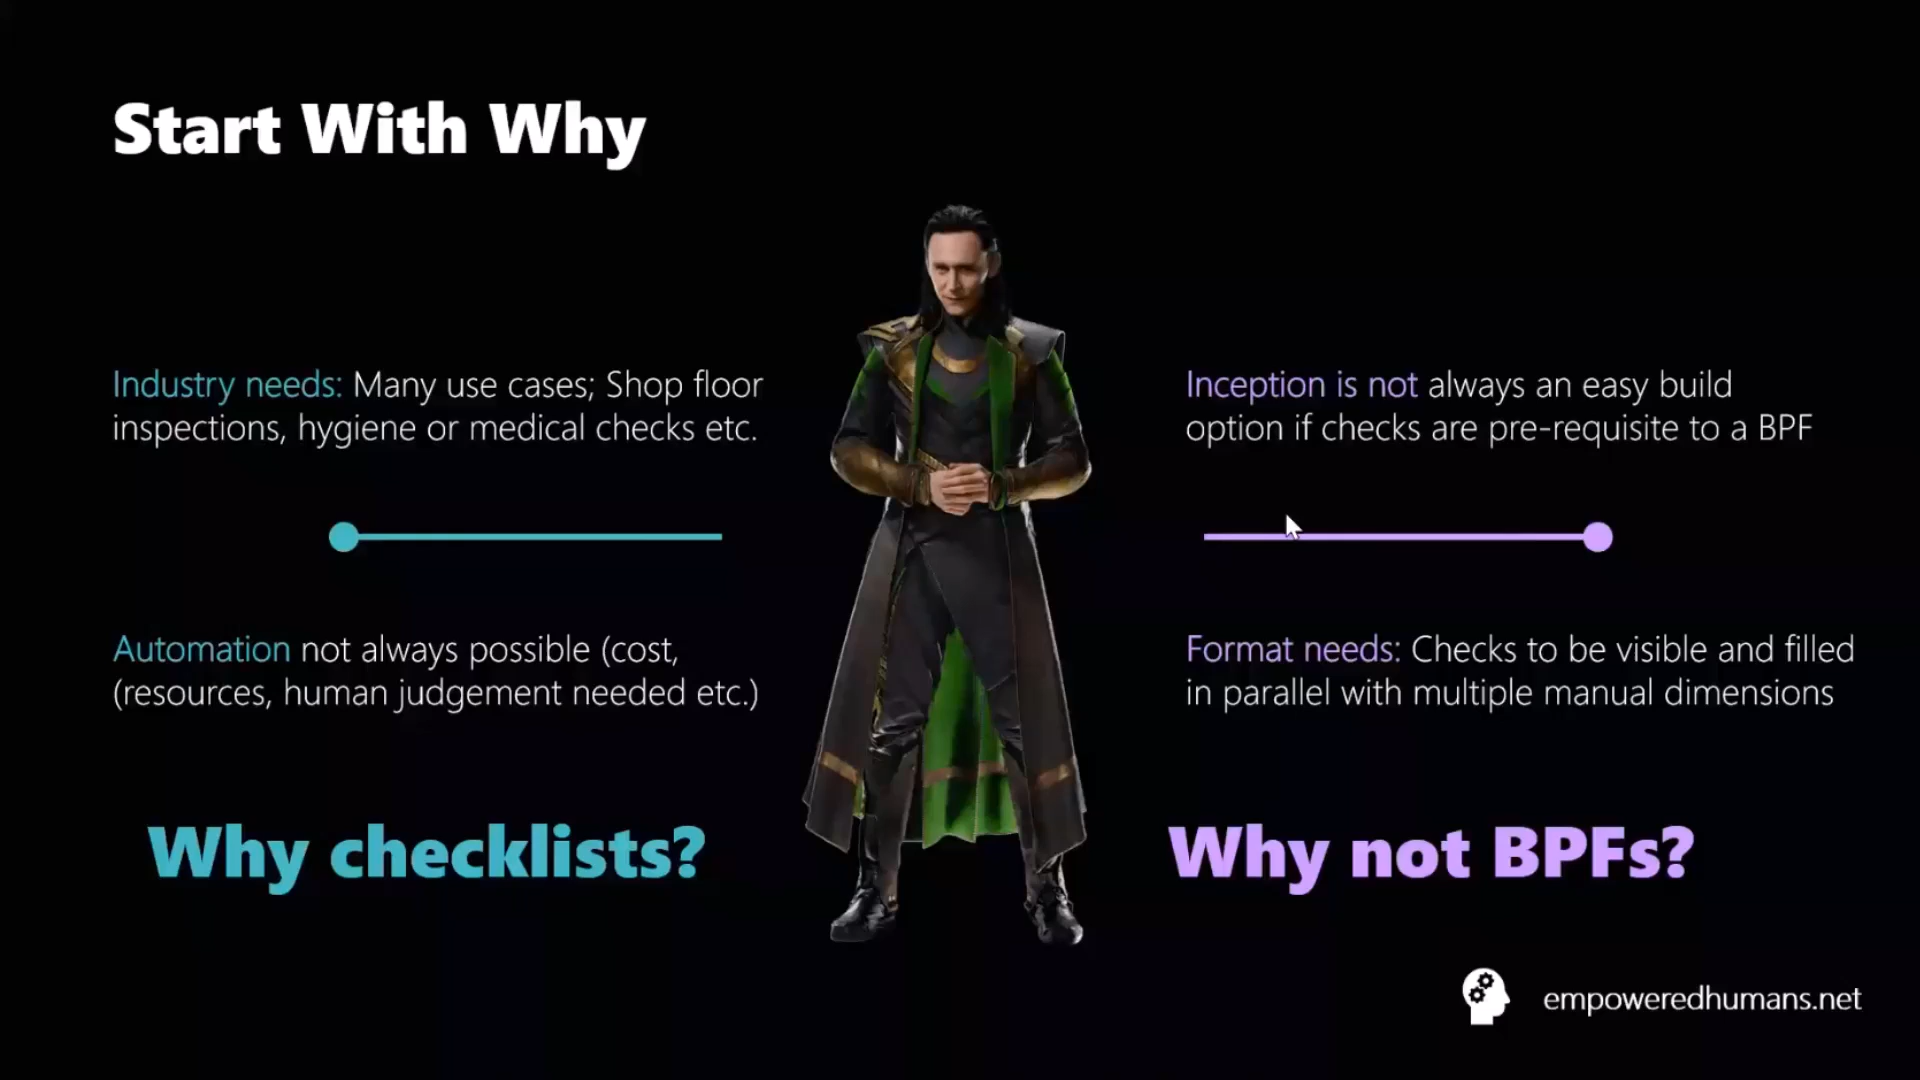 Start With Why
Industry needs: Many use cases; Shop floor
inspections, hygiene or medical checks etc.
Automation not always possible (cost,
(resources, human judgement needed etc.)
Why checklists?
Inception is not always an easy build
option if checks are pre-requisite to a BPF
Format needs: Checks to be visible and filled
in parallel with multiple manual dimensions
Why not BPFs?
empoweredhumans.net